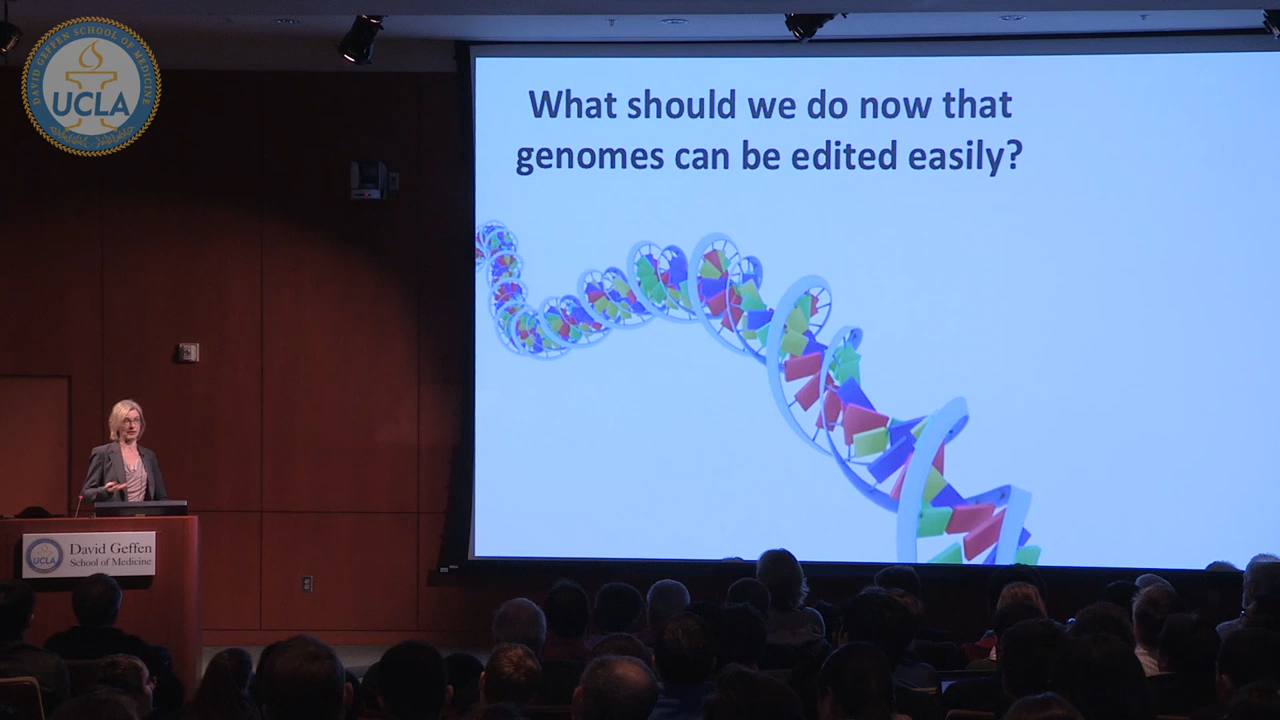 DAVID GEFFEN SCHOOL OF MEDICINE
UCLA
What should we do now that
genomes can be edited easily?
UCLA
David Geffen
School of Medicine